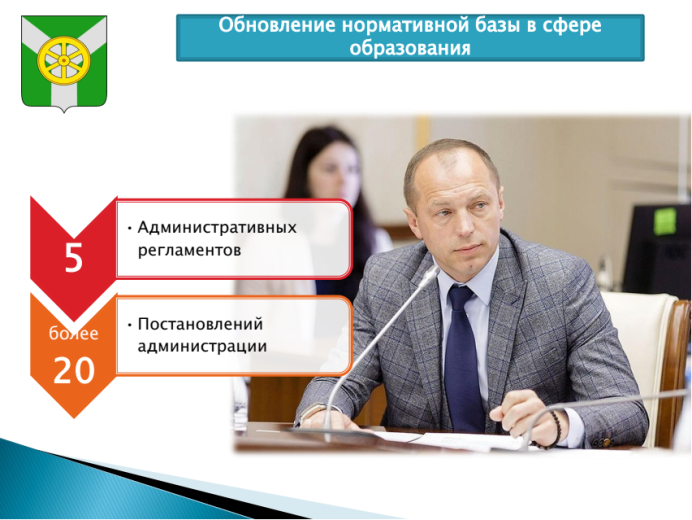 Обновление нормативной базы в сфере
образования
5
• Административных
регламентов
более
20
• Постановлений
администрации